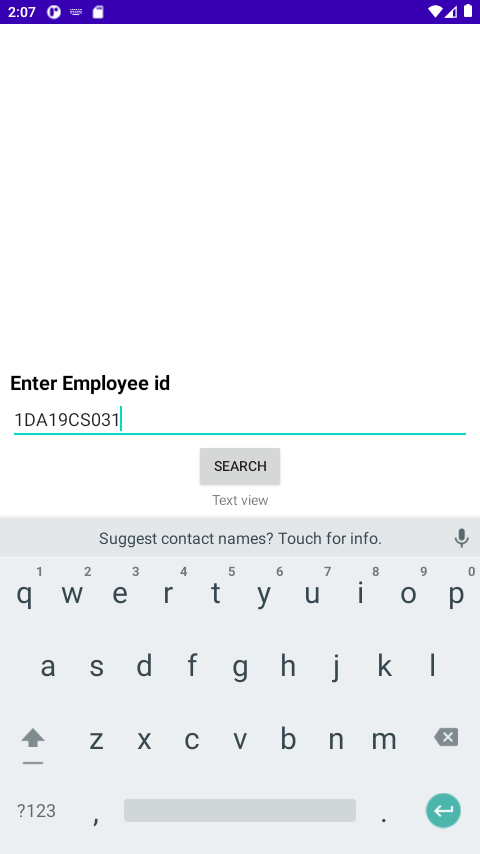 2:07
Enter Employee id
1DA19CS031
SEARCH
Text view
Suggest contact names? Touch for info.
1 2 3 4 5 6 7 8 9 0
q w e r t y u i o p
a s d f g h j k l
z x c v b n m
?123 , .